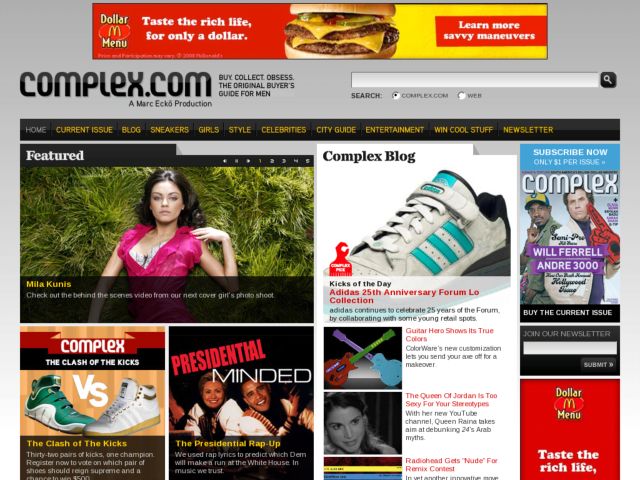 Dollar
Menu
Taste the rich life,
for only a dollar.
Price and Participation may vary. © 2008 McDonald's
Learn more
savvy maneuvers
COMPLEX.COM
A Marc Eckō Production
BUY. COLLECT. OBSESS.
THE ORIGINAL BUYER'S
GUIDE FOR MEN
SEARCH: COMPLEX.COM WEB
HOME CURRENT ISSUE BLOG SNEAKERS GIRLS STYLE CELEBRITIES CITY GUIDE ENTERTAINMENT WIN COOL STUFF NEWSLETTER
Featured
1 2 3 4 5
Mila Kunis
Check out the behind the scenes video from our next cover girl's photo shoot.
COMPLEX
THE CLASH OF THE KICKS
VS
The Clash of The Kicks
Thirty-two pairs of kicks, one champion.
Register now to vote on which pair of
shoes should reign supreme and a
chance to win $500.
PRESIDENTIAL
MINDED
The Presidential Rap-Up
We used rap lyrics to predict which Dem
will make a run at the White House. In
music we trust.
Complex Blog
COMPLEX
Kicks of the Day
Adidas 25th Anniversary Forum Lo
Collection
adidas continues to celebrate 25 years of the Forum,
by collaborating with some young retail spots.
Guitar Hero Shows Its True
Colors
ColorWare's new customization
lets you send your axe off for a
makeover
The Queen Of Jordan Is Too
Sexy For Your Stereotypes
With her new YouTube
channel, Queen Raina takes
aim at debunking 24's Arab
myths.
Radiohead Gets "Nude" For
Remix Contest
In yet another innovative move
SUBSCRIBE NOW
ONLY $1 PER ISSUE »
COMPLEX
Semi-Pro
WILL FERRELL
ANDRE 3000
Hollywood
Issue
BUY THE CURRENT ISSUE
JOIN OUR NEWSLETTER
SUBMIT »
Dollar
Menu
Taste the
rich life,